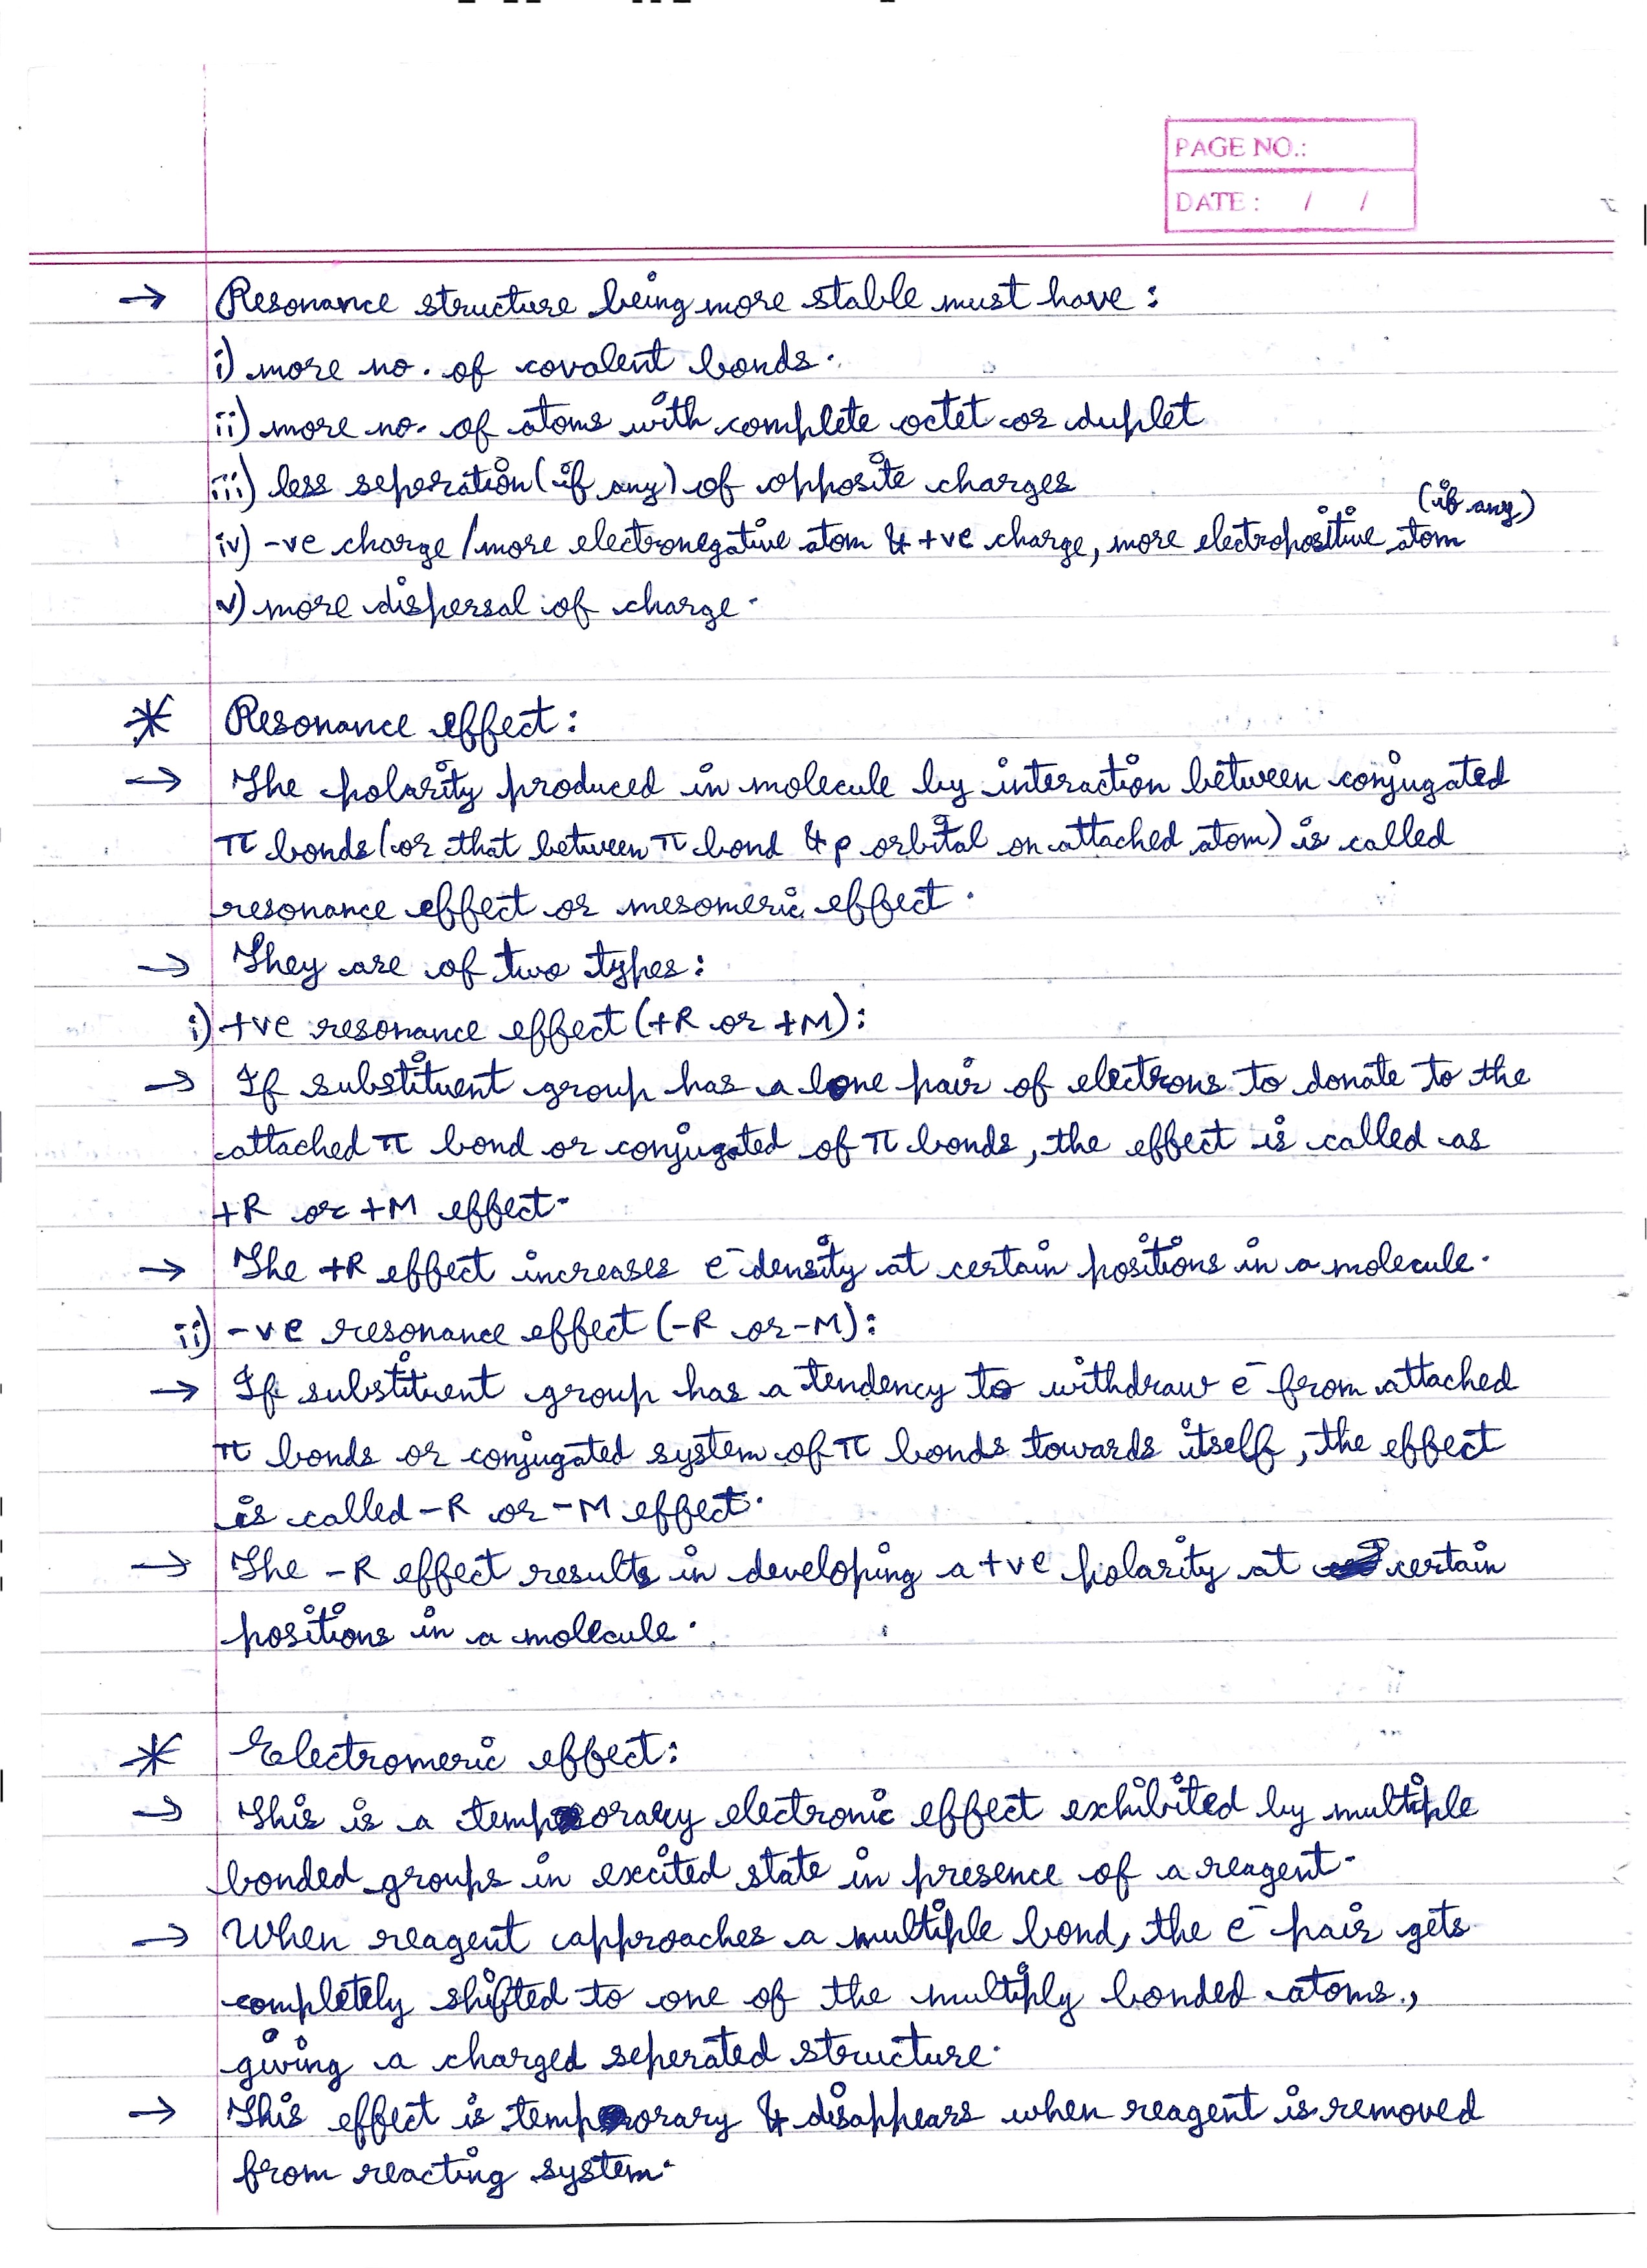 PAGE NO.:
DATE : / /
→ Resonance structure being more stable must have :
i) more no. of covalent bonds.
ii) more no. of atoms with complete octet or duplet
iii) less seperation (if any) of opposite charges
(if any)
iv) -ve charge / more electronegative atom & +ve charge, more electropositive atom
v) more dispersal of charge.
* Resonance effect :
→ The polarity produced in molecule by interaction between conjugated
π bonds (or that between π bond & p orbital on attached atom) is called
resonance effect or mesomeric effect.
→ They are of two types :
i) +ve resonance effect (+R or +M) :
→ If substituent group has a lone pair of electrons to donate to the
attached π bond or conjugated of π bonds, the effect is called as
+R or +M effect.
→ The +R effect increases e⁻ density at certain positions in a molecule.
ii) -ve resonance effect (-R or -M) :
→ If substituent group has a tendency to withdraw e⁻ from attached
π bonds or conjugated system of π bonds towards itself, the effect
is called -R or -M effect.
→ The -R effect results in developing a +ve polarity at certain
positions in a molecule.
* Electromeric effect :
→ This is a temporary electronic effect exhibited by multiple
bonded groups in excited state in presence of a reagent.
→ When reagent approaches a multiple bond, the e⁻ pair gets
completely shifted to one of the multiply bonded atoms,
giving a charged seperated structure.
→ This effect is temporary & disappears when reagent is removed
from reacting system.